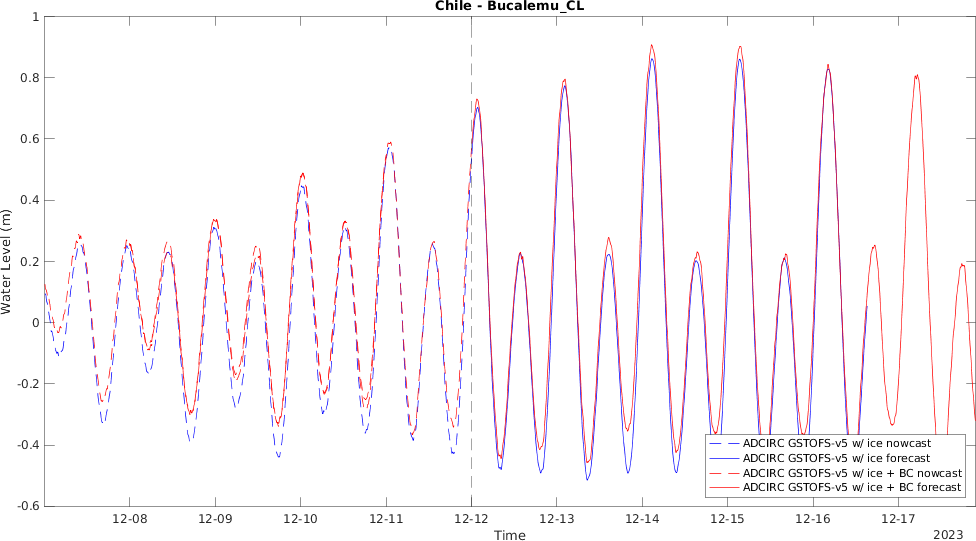 Chile - Bucalemu_CL
1
0.8
0.6
0.4
0.2
0
-0.2
-0.4
-0.6
Water Level (m)
ADCIRC GSTOFS-v5 w/ ice nowcast
ADCIRC GSTOFS-v5 w/ ice forecast
ADCIRC GSTOFS-v5 w/ ice + BC nowcast
ADCIRC GSTOFS-v5 w/ ice + BC forecast
12-08 12-09 12-10 12-11 12-12 12-13 12-14 12-15 12-16 12-17
Time
2023